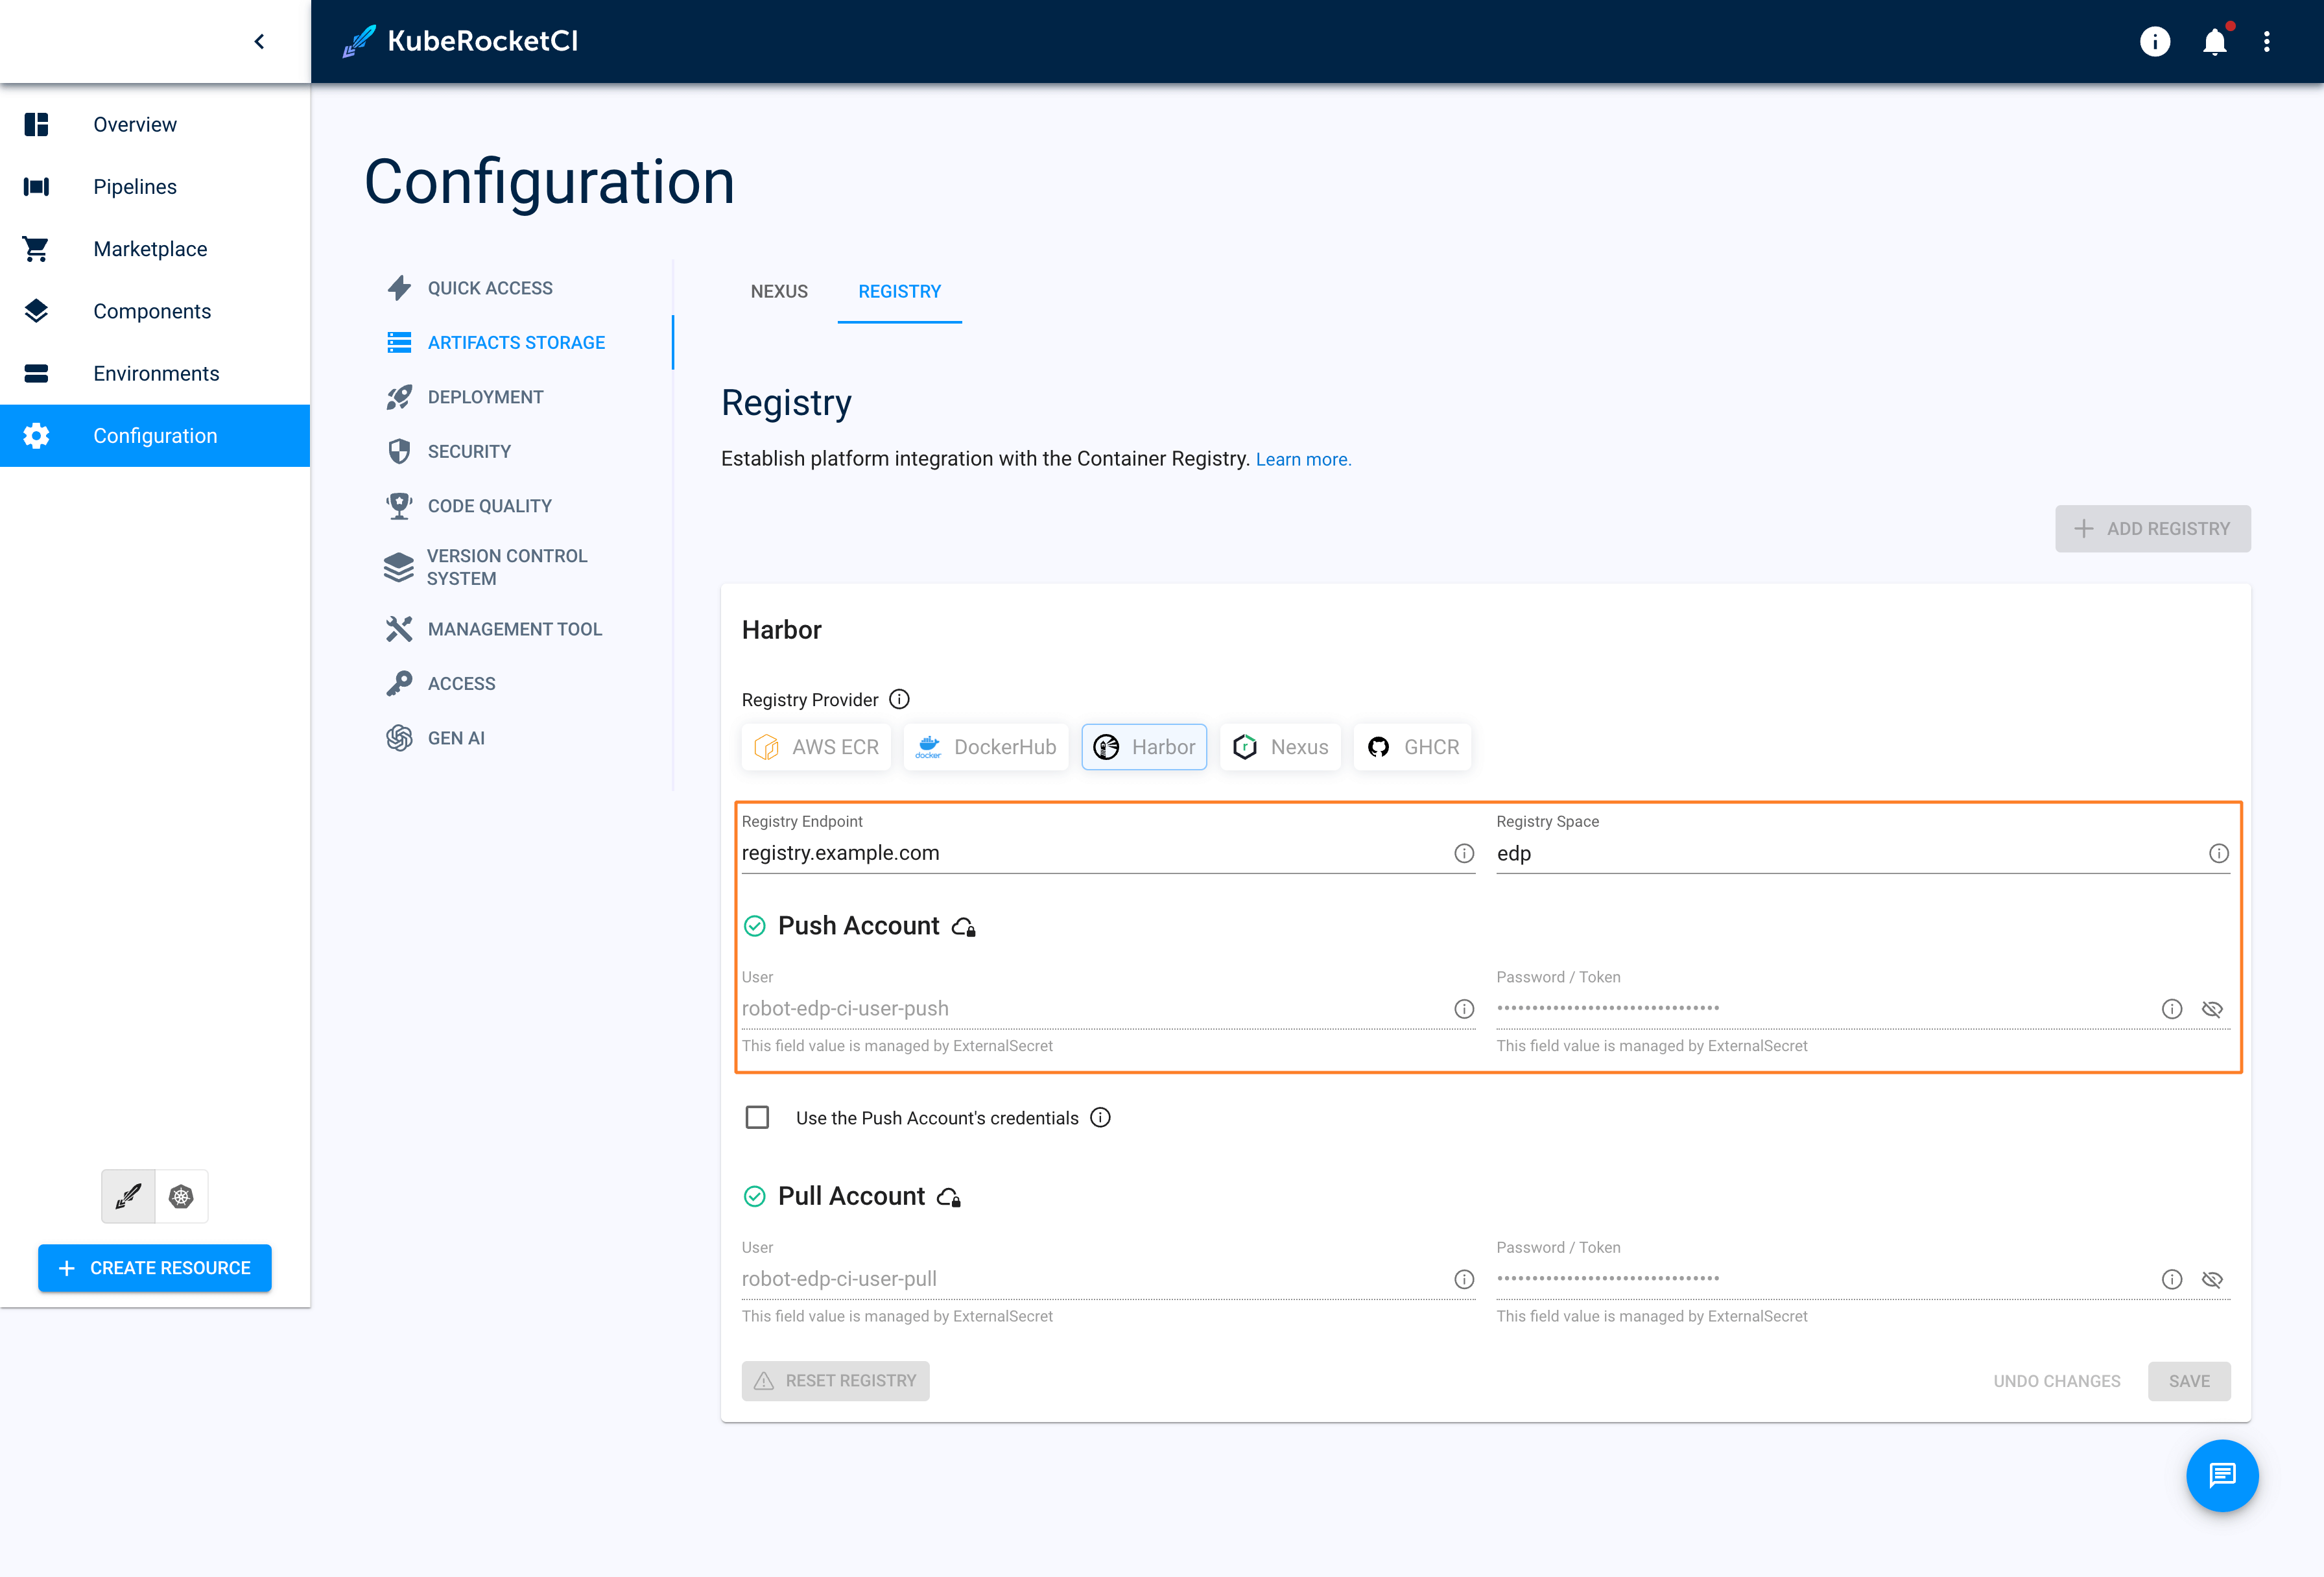 KubeRocketCI
Overview
Pipelines
Marketplace
Components
Environments
Configuration
CREATE RESOURCE
Configuration
QUICK ACCESS
ARTIFACTS STORAGE
DEPLOYMENT
SECURITY
CODE QUALITY
VERSION CONTROL
SYSTEM
MANAGEMENT TOOL
ACCESS
GEN AI
NEXUS REGISTRY
Registry
Establish platform integration with the Container Registry. Learn more.
ADD REGISTRY
Harbor
Registry Provider
AWS ECR docker DockerHub Harbor Nexus GHCR
Registry Endpoint Registry Space
registry.example.com edp
Push Account
User Password / Token
robot-edp-ci-user-push ••••••••••••••••••••••••••••••••
This field value is managed by ExternalSecret This field value is managed by ExternalSecret
Use the Push Account's credentials
Pull Account
User Password / Token
robot-edp-ci-user-pull ••••••••••••••••••••••••••••••••
This field value is managed by ExternalSecret This field value is managed by ExternalSecret
RESET REGISTRY UNDO CHANGES SAVE